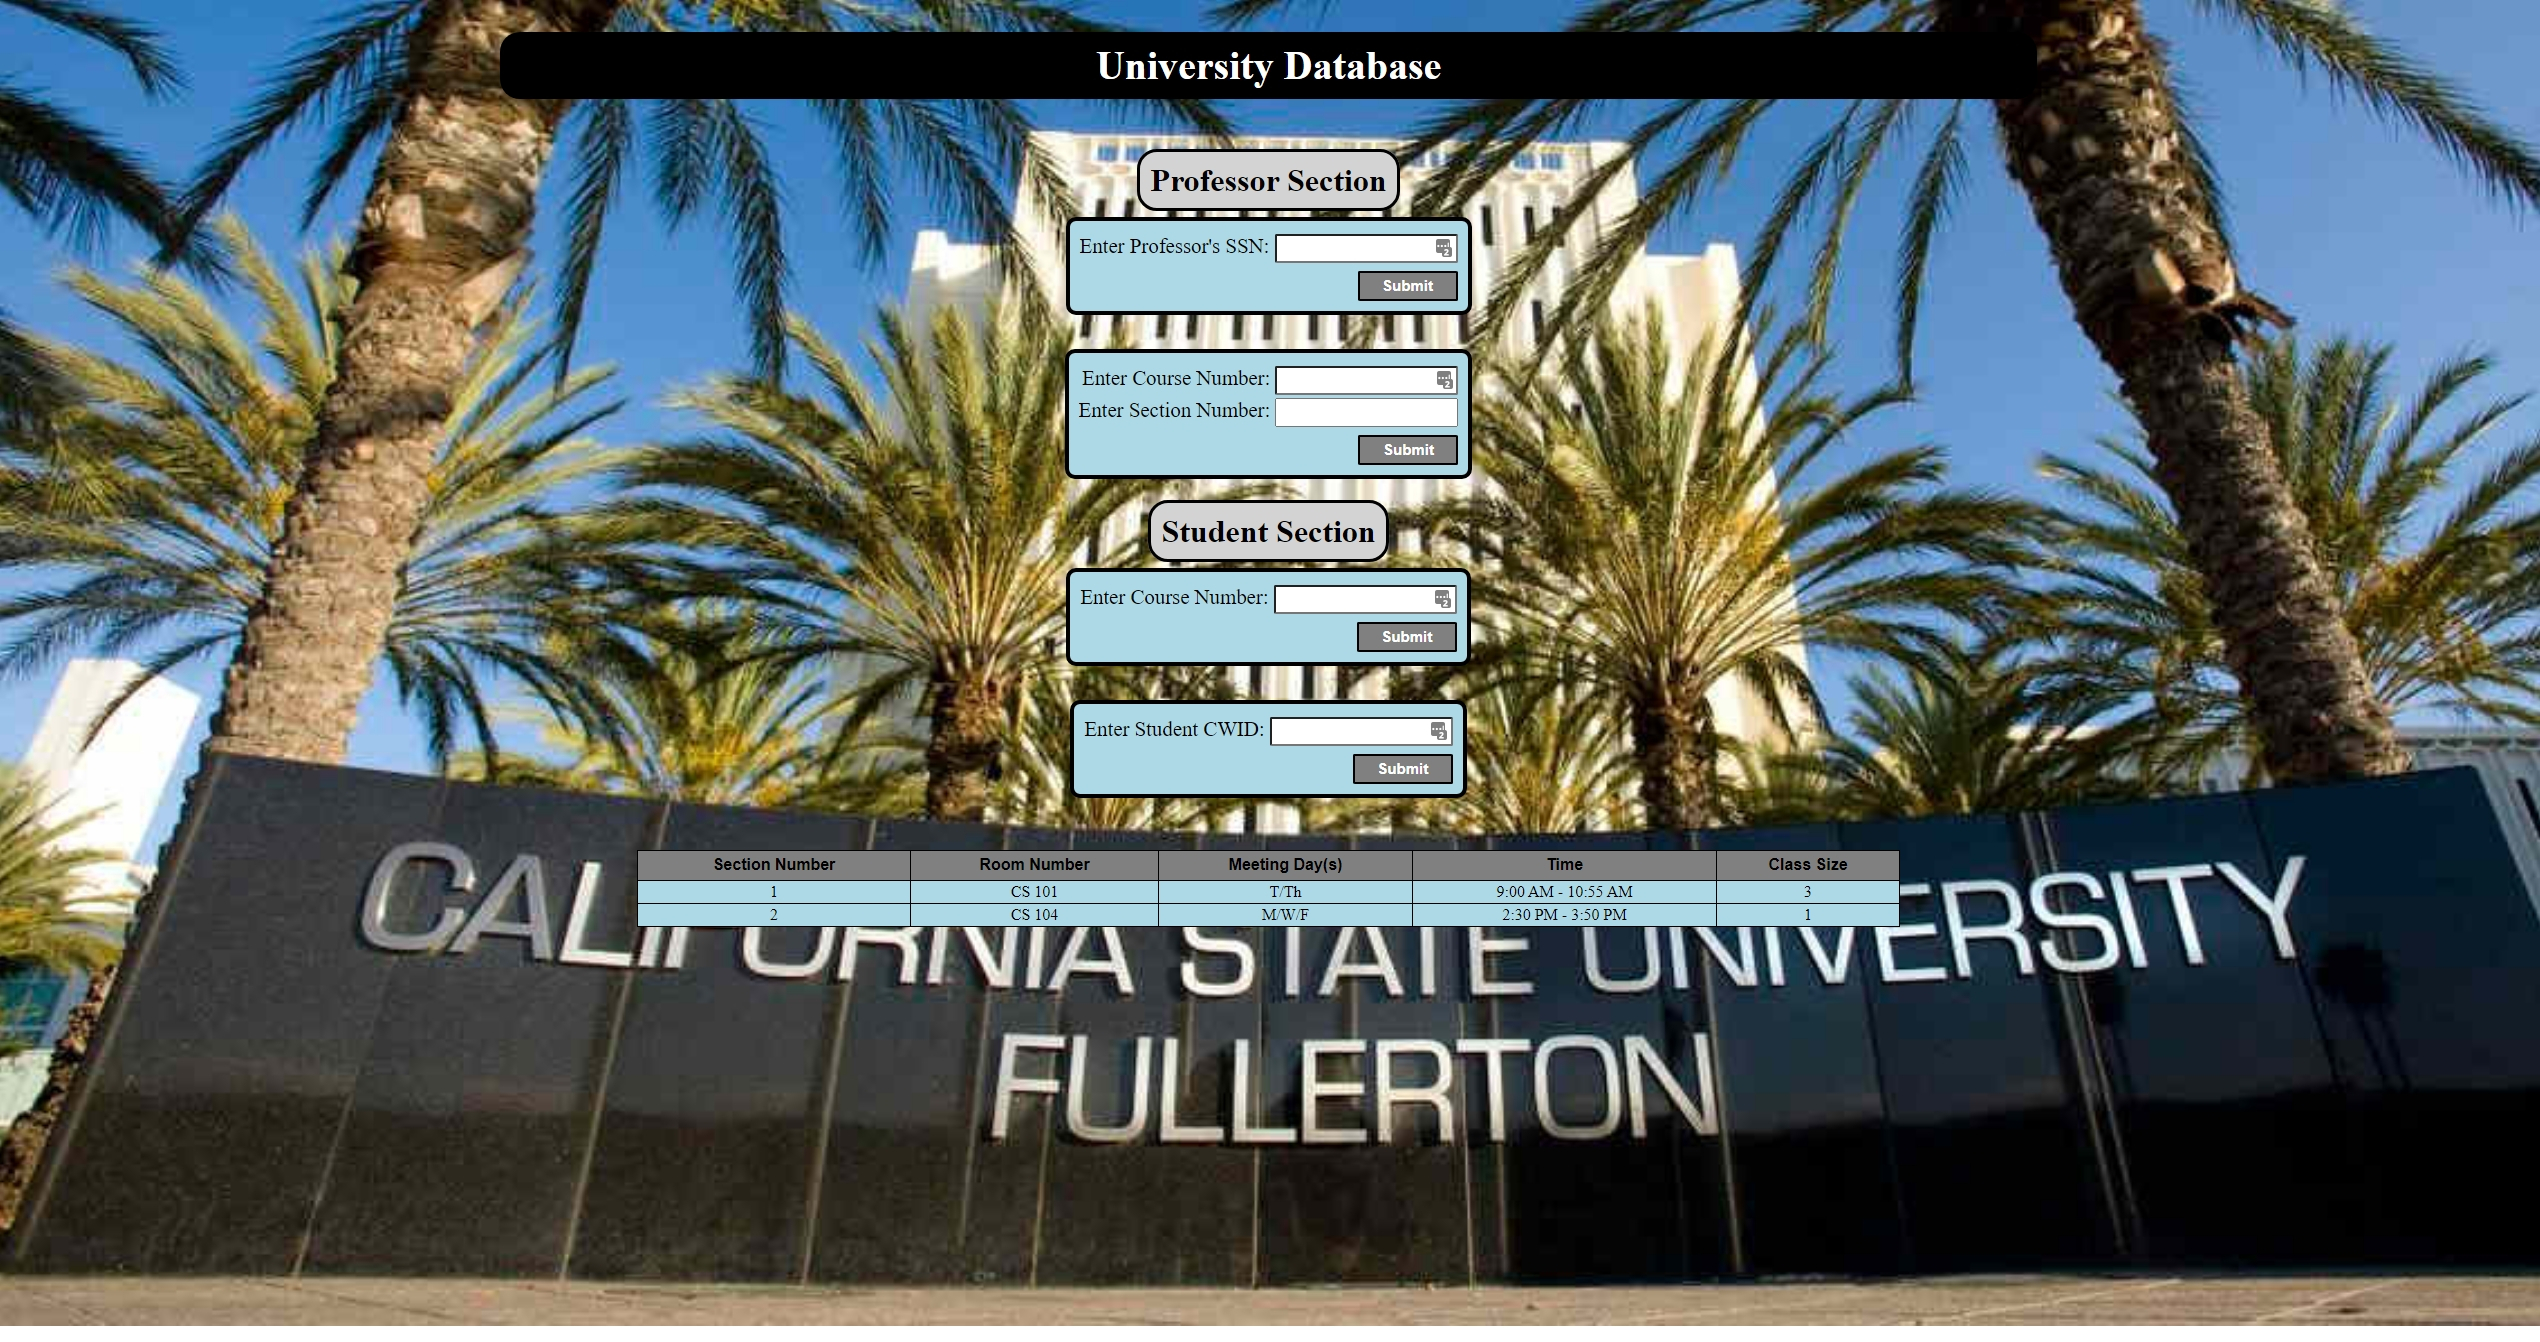 University Database
Professor Section
Enter Professor's SSN:
Submit
Enter Course Number:
Enter Section Number:
Submit
Student Section
Enter Course Number:
Submit
Enter Student CWID:
Submit
Section Number Room Number Meeting Day(s) Time Class Size
1 CS 101 T/Th 9:00 AM - 10:55 AM 3
2 CS 104 M/W/F 2:30 PM - 3:50 PM 1
CALIFORNIA STATE UNIVERSITY
FULLERTON